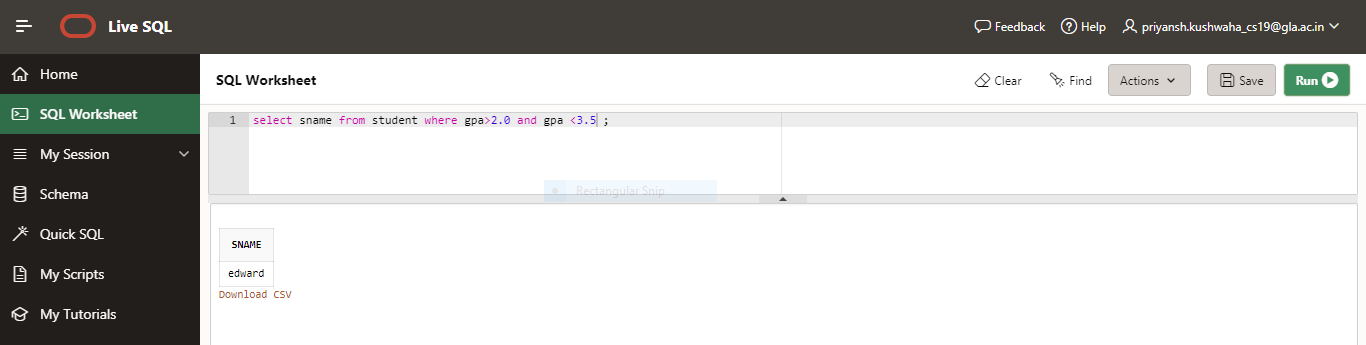 Live SQL
Feedback
Help
priyansh.kushwaha_cs19@gla.ac.in
Home
SQL Worksheet
My Session
Schema
Quick SQL
My Scripts
My Tutorials
SQL Worksheet
Clear
Find
Actions
Save
Run
1 select sname from student where gpa>2.0 and gpa <3.5 ;
Rectangular Snip
SNAME
edward
Download CSV